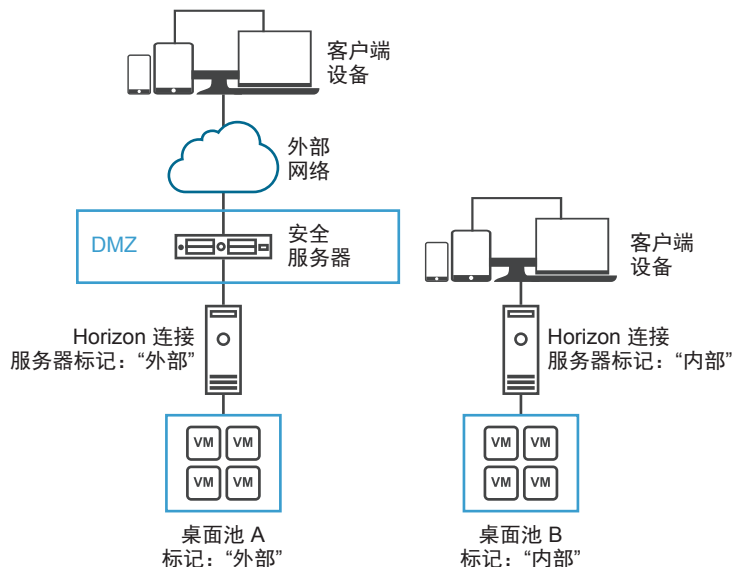 客户端
设备
外部
网络
DMZ
安全
服务器
Horizon 连接
服务器标记：“外部”
VM VM
VM VM
桌面池 A
标记：“外部”
客户端
设备
Horizon 连接
服务器标记：“内部”
VM VM
VM VM
桌面池 B
标记：“内部”